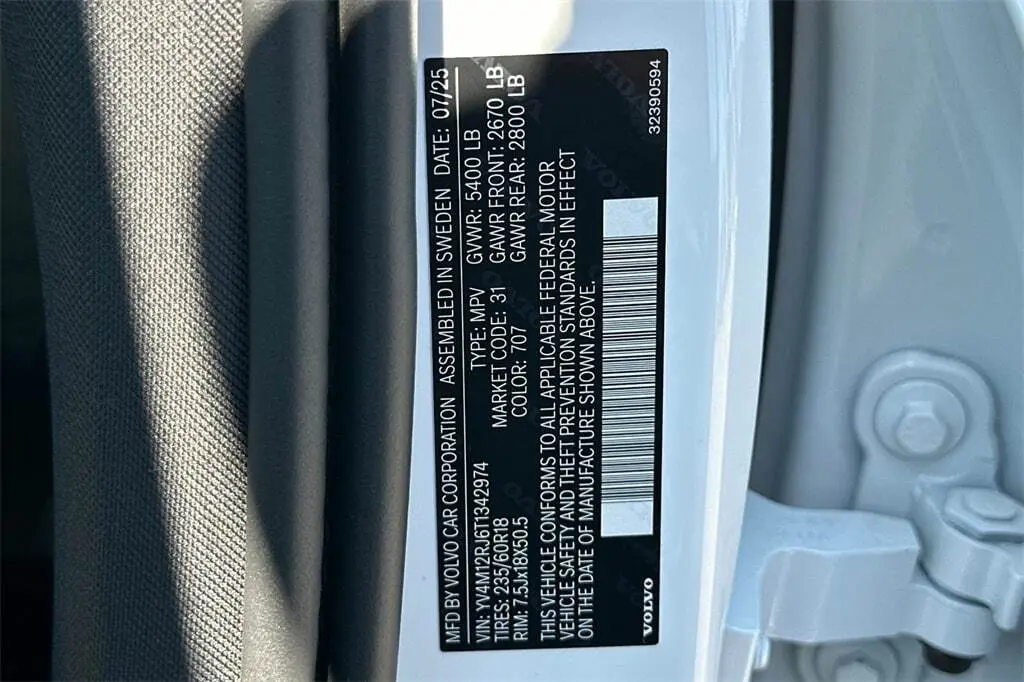 MFD BY VOLVO CAR CORPORATION ASSEMBLED IN SWEDEN DATE: 07/25
VIN: YV4M12RJ6T1342974 TYPE: MPV GVWR: 5400 LB
TIRES: 235/60R18 MARKET CODE: 31 GAWR FRONT: 2670 LB
RIM: 7.5Jx18X50.5 COLOR: 707 GAWR REAR: 2800 LB
THIS VEHICLE CONFORMS TO ALL APPLICABLE FEDERAL MOTOR
VEHICLE SAFETY AND THEFT PREVENTION STANDARDS IN EFFECT
ON THE DATE OF MANUFACTURE SHOWN ABOVE.
VOLVO 32390594